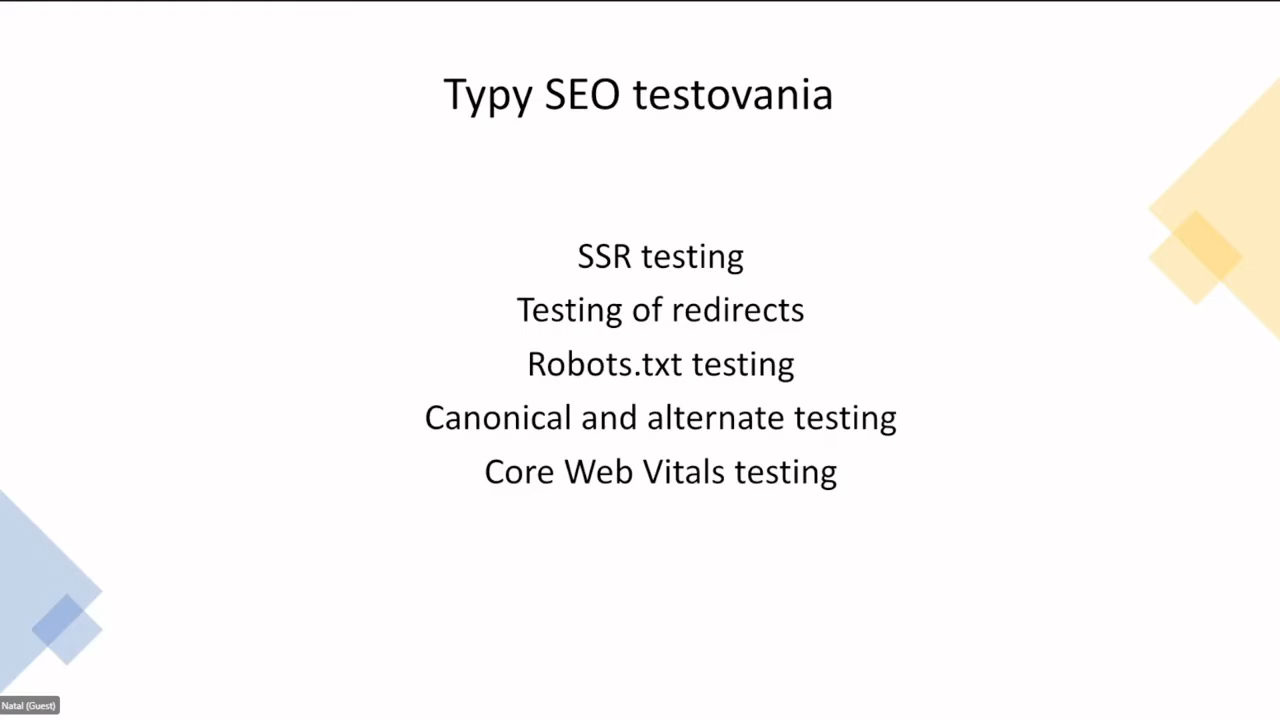 Typy SEO testovania
SSR testing
Testing of redirects
Robots.txt testing
Canonical and alternate testing
Core Web Vitals testing
Natal (Guest)